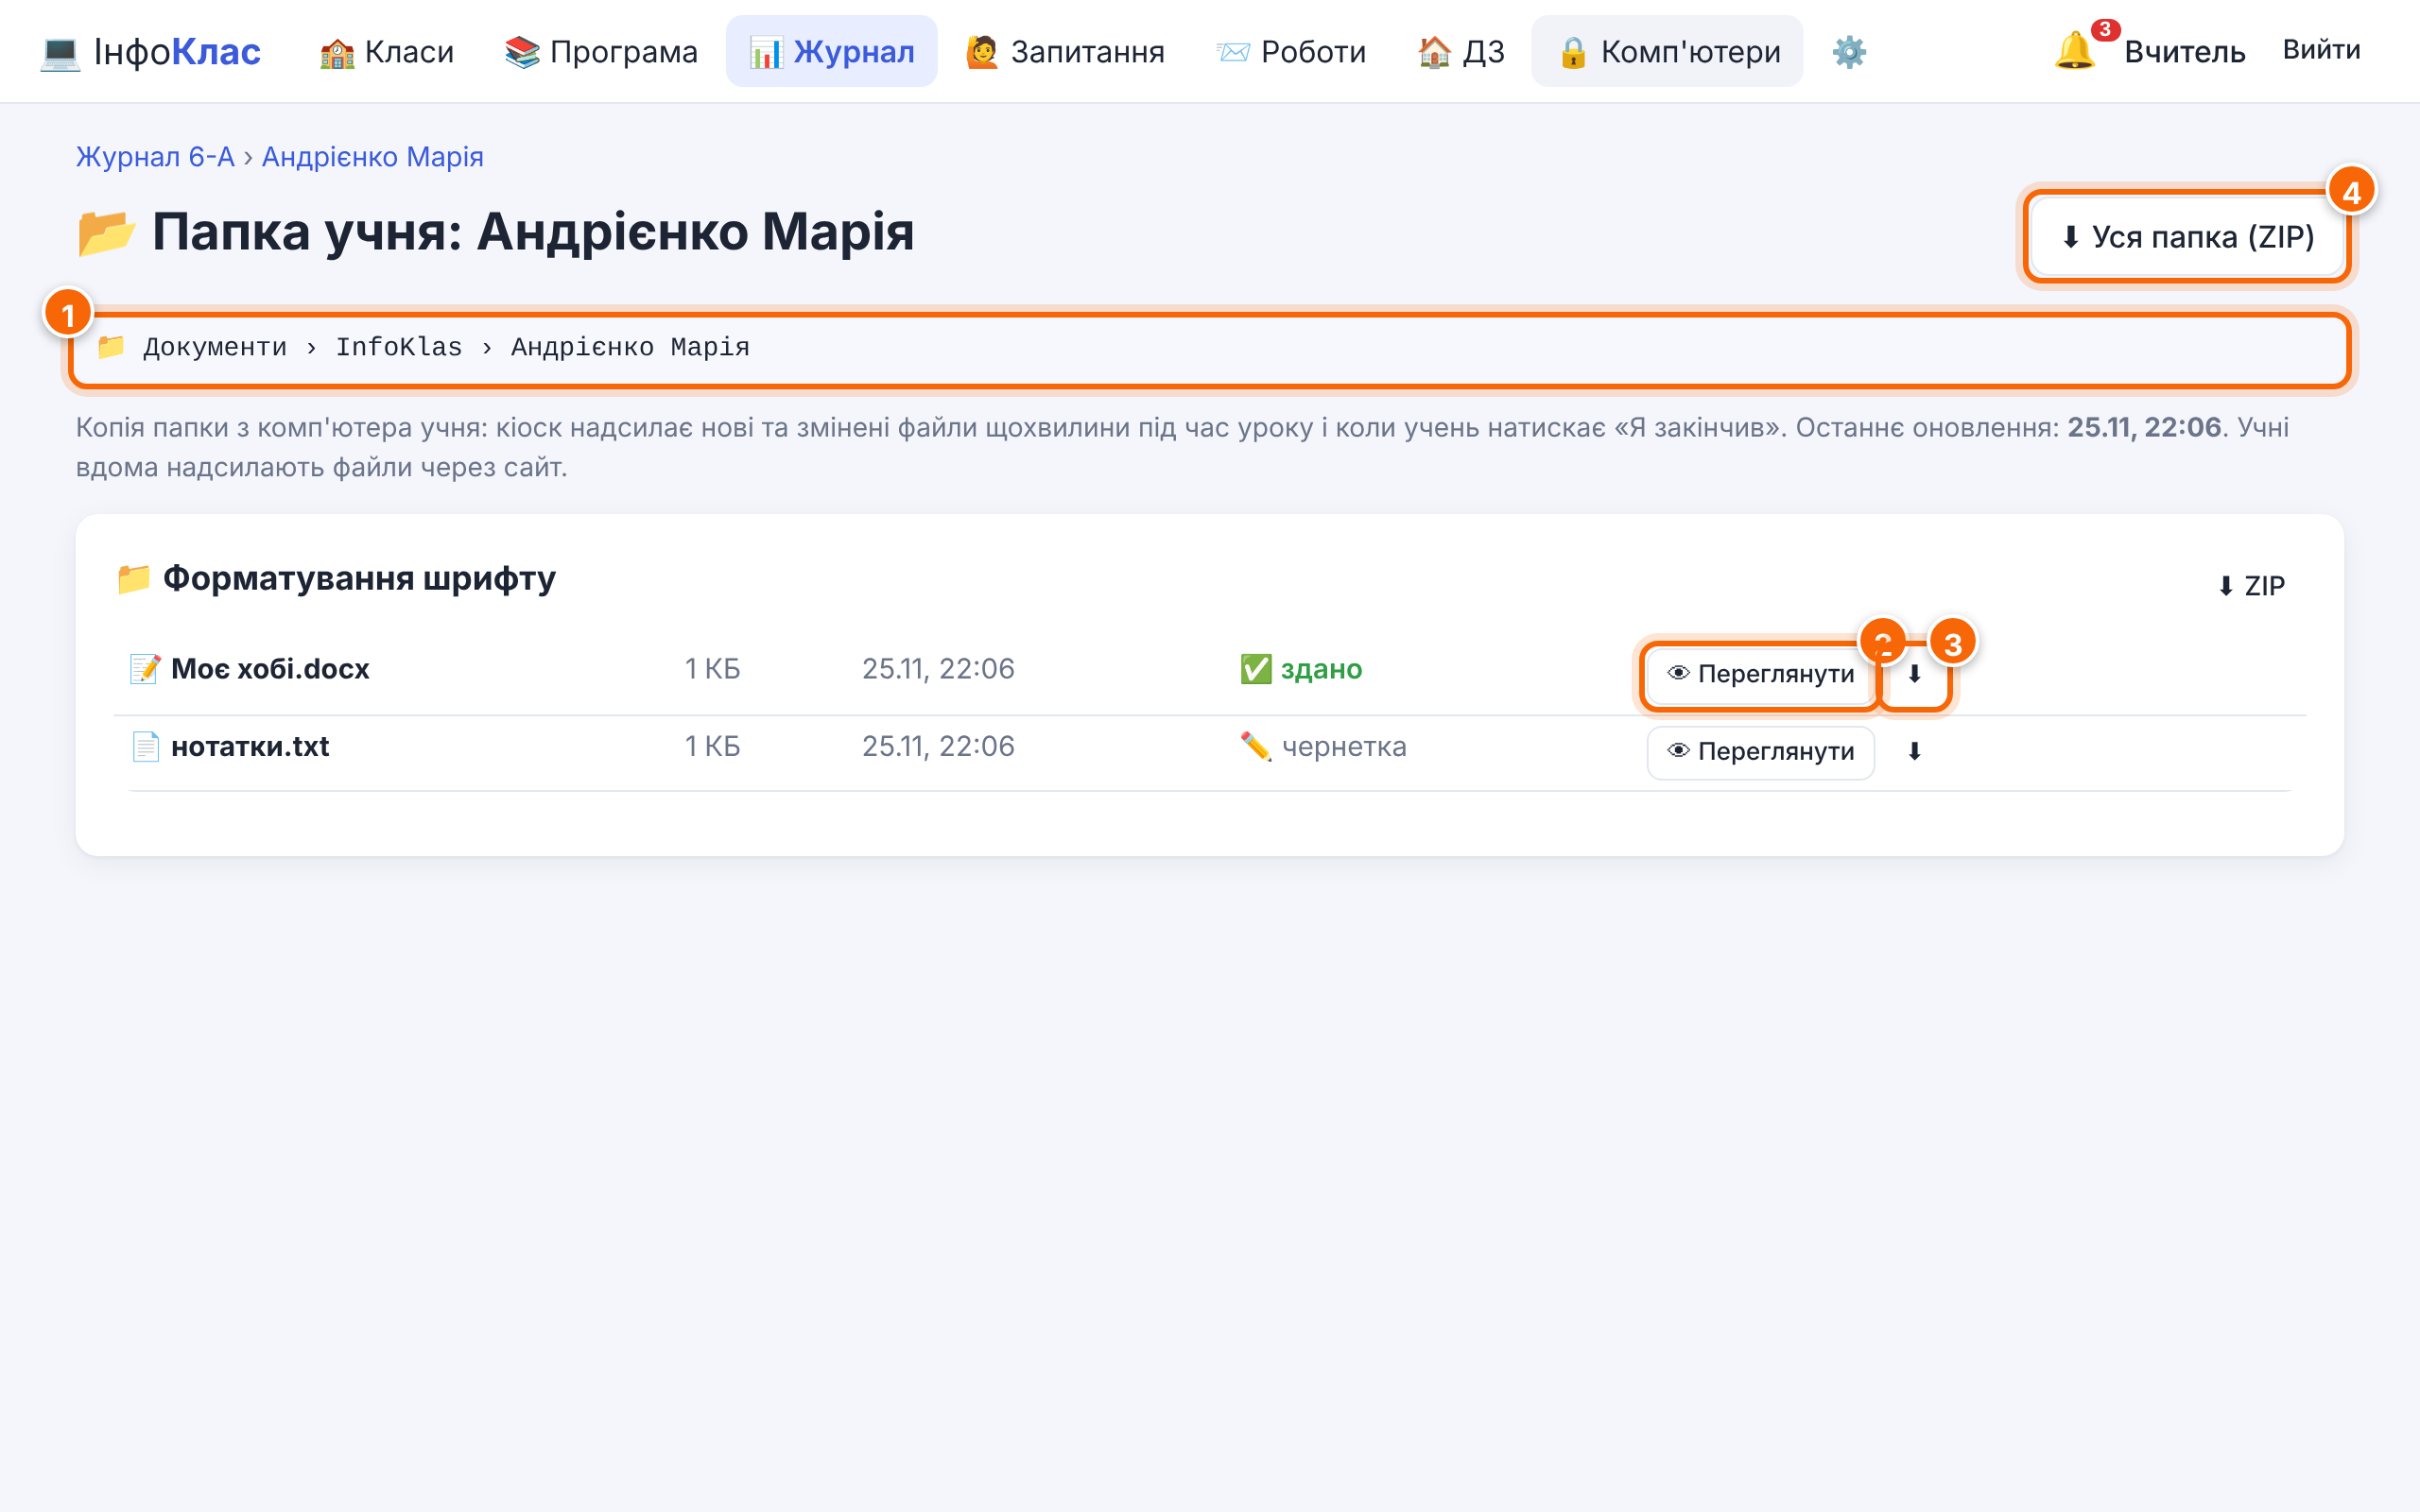 ІнфоКлас Класи Програма Журнал Запитання Роботи ДЗ Комп'ютери 3 Вчитель Вийти
Журнал 6-А › Андрієнко Марія
Папка учня: Андрієнко Марія
⬇ Уся папка (ZIP)
4
1
Документи › InfoKlas › Андрієнко Марія
Копія папки з комп'ютера учня: кіоск надсилає нові та змінені файли щохвилини під час уроку і коли учень натискає «Я закінчив». Останнє оновлення: 25.11, 22:06. Учні
вдома надсилають файли через сайт.
Форматування шрифту
⬇ ZIP
2 3
Моє хобі.docx 1 КБ 25.11, 22:06 ✅ здано Переглянути ⬇
нотатки.txt 1 КБ 25.11, 22:06 чернетка Переглянути ⬇